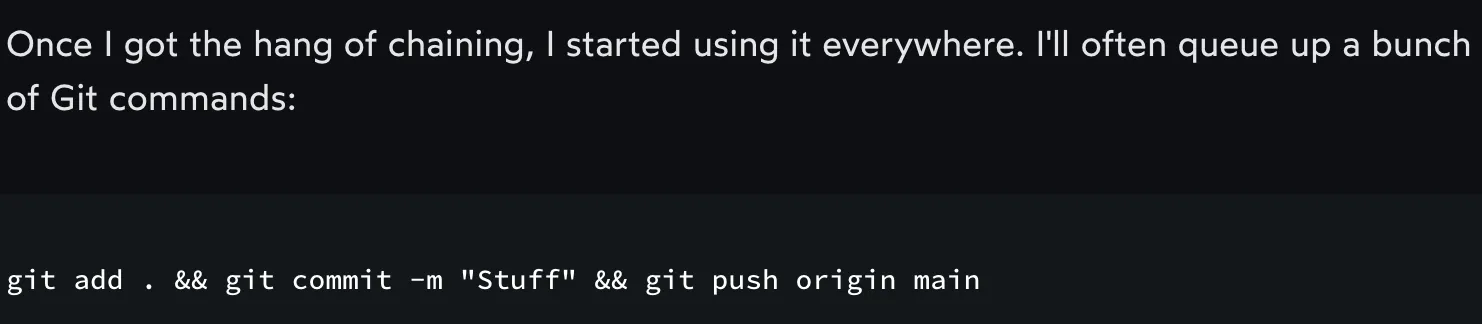 Once I got the hang of chaining, I started using it everywhere. I'll often queue up a bunch
of Git commands:
git add . && git commit -m "Stuff" && git push origin main